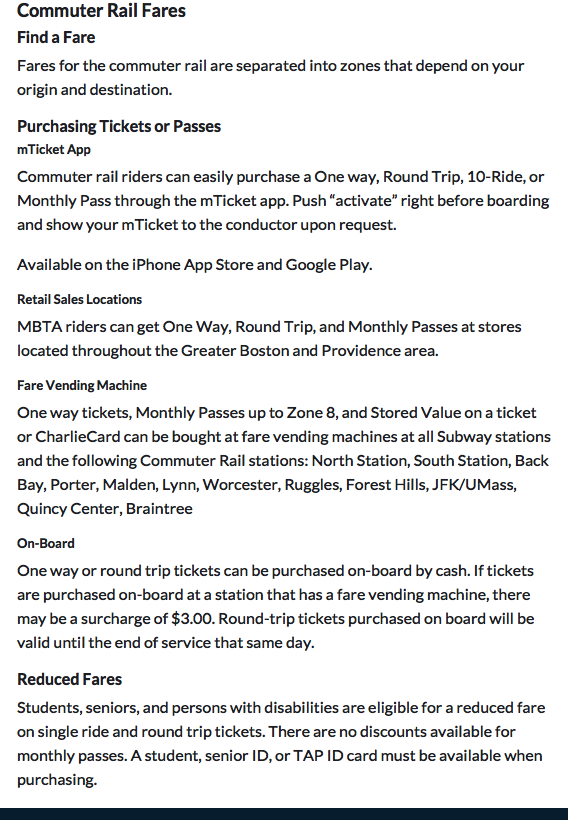 Commuter Rail Fares
Find a Fare
Fares for the commuter rail are separated into zones that depend on your
origin and destination.
Purchasing Tickets or Passes
mTicket App
Commuter rail riders can easily purchase a One way, Round Trip, 10-Ride, or
Monthly Pass through the mTicket app. Push “activate” right before boarding
and show your mTicket to the conductor upon request.
Available on the iPhone App Store and Google Play.
Retail Sales Locations
MBTA riders can get One Way, Round Trip, and Monthly Passes at stores
located throughout the Greater Boston and Providence area.
Fare Vending Machine
One way tickets, Monthly Passes up to Zone 8, and Stored Value on a ticket
or CharlieCard can be bought at fare vending machines at all Subway stations
and the following Commuter Rail stations: North Station, South Station, Back
Bay, Porter, Malden, Lynn, Worcester, Ruggles, Forest Hills, JFK/UMass,
Quincy Center, Braintree
On-Board
One way or round trip tickets can be purchased on-board by cash. If tickets
are purchased on-board at a station that has a fare vending machine, there
may be a surcharge of $3.00. Round-trip tickets purchased on board will be
valid until the end of service that same day.
Reduced Fares
Students, seniors, and persons with disabilities are eligible for a reduced fare
on single ride and round trip tickets. There are no discounts available for
monthly passes. A student, senior ID, or TAP ID card must be available when
purchasing.